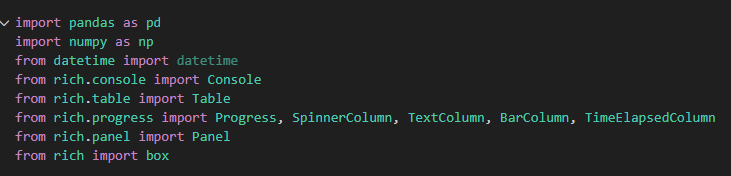 import pandas as pd
import numpy as np
from datetime import datetime
from rich.console import Console
from rich.table import Table
from rich.progress import Progress, SpinnerColumn, TextColumn, BarColumn, TimeElapsedColumn
from rich.panel import Panel
from rich import box